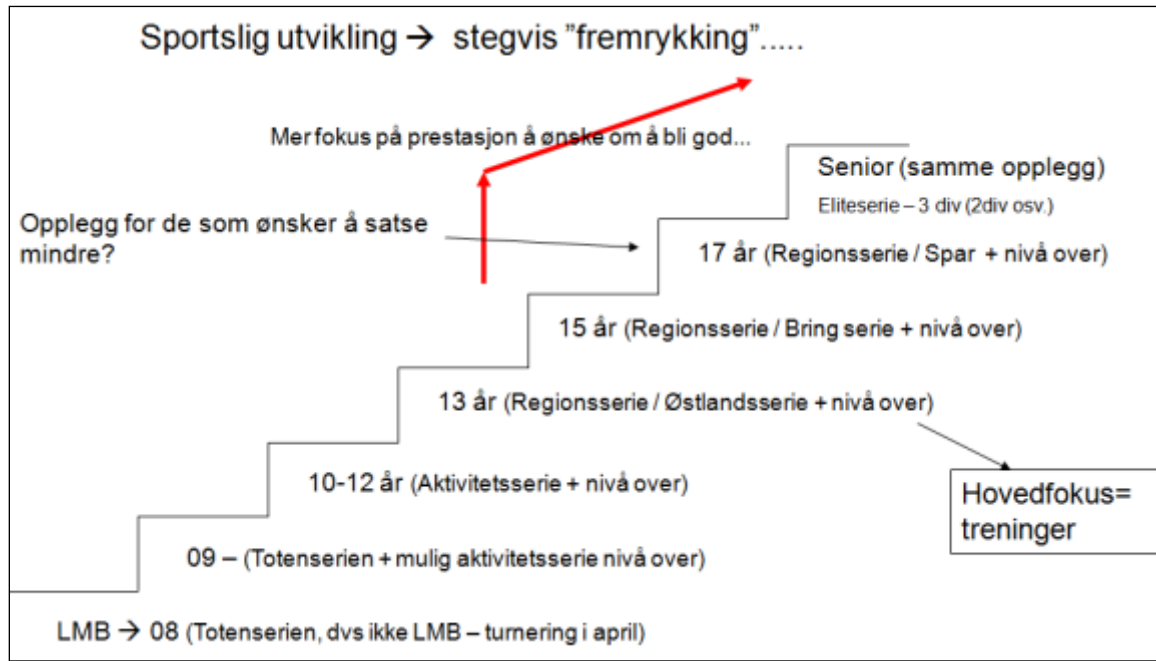 Sportslig utvikling → stegvis "fremrykking".....
Mer fokus på prestasjon å ønske om å bli god...
Senior (samme opplegg)
Eliteserie – 3 div (2div osv.)
Opplegg for de som ønsker å satse
mindre?
17 år (Regionsserie / Spar + nivå over)
15 år (Regionsserie / Bring serie + nivå over)
13 år (Regionsserie / Østlandsserie + nivå over)
10-12 år (Aktivitetsserie + nivå over)
Hovedfokus=
treninger
09 – (Totenserien + mulig aktivitetsserie nivå over)
LMB → 08 (Totenserien, dvs ikke LMB – turnering i april)